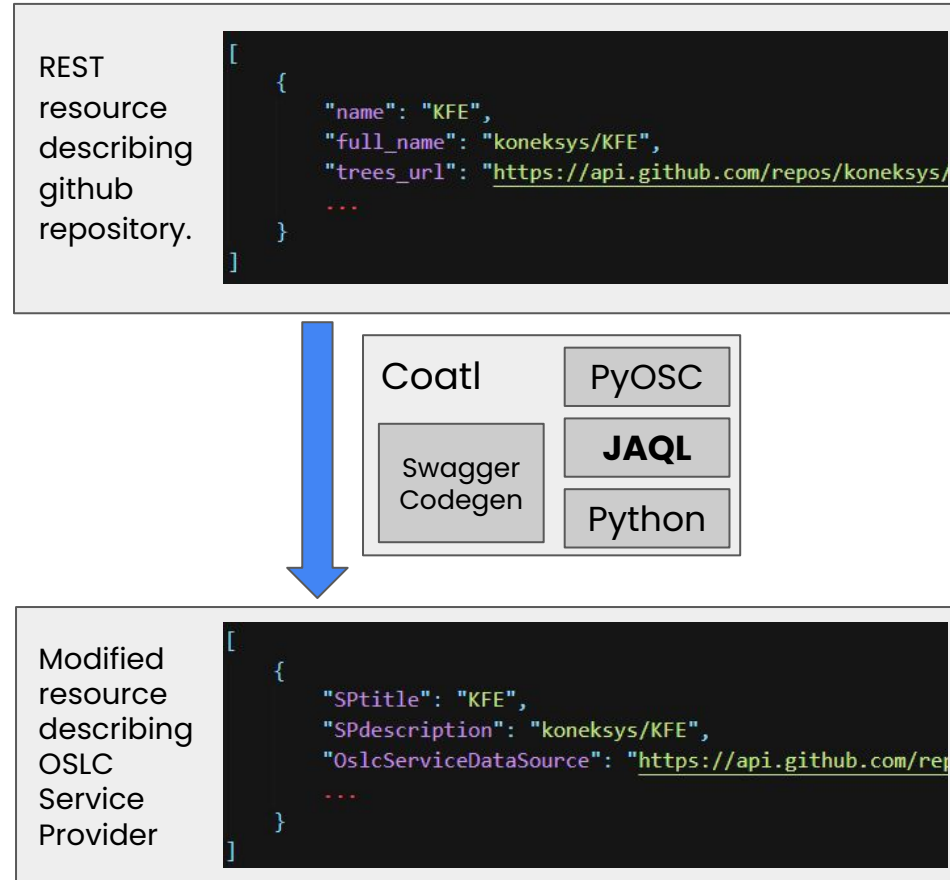 REST
resource
describing
github
repository.
[
{
"name": "KFE",
"full_name": "koneksys/KFE",
"trees_url": "https://api.github.com/repos/koneksys/
...
}
]
Coatl
PyOSC
JAQL
Swagger
Codegen
Python
Modified
resource
describing
OSLC
Service
Provider
[
{
"SPtitle": "KFE",
"SPdescription": "koneksys/KFE",
"OslcServiceDataSource": "https://api.github.com/rep
...
}
]